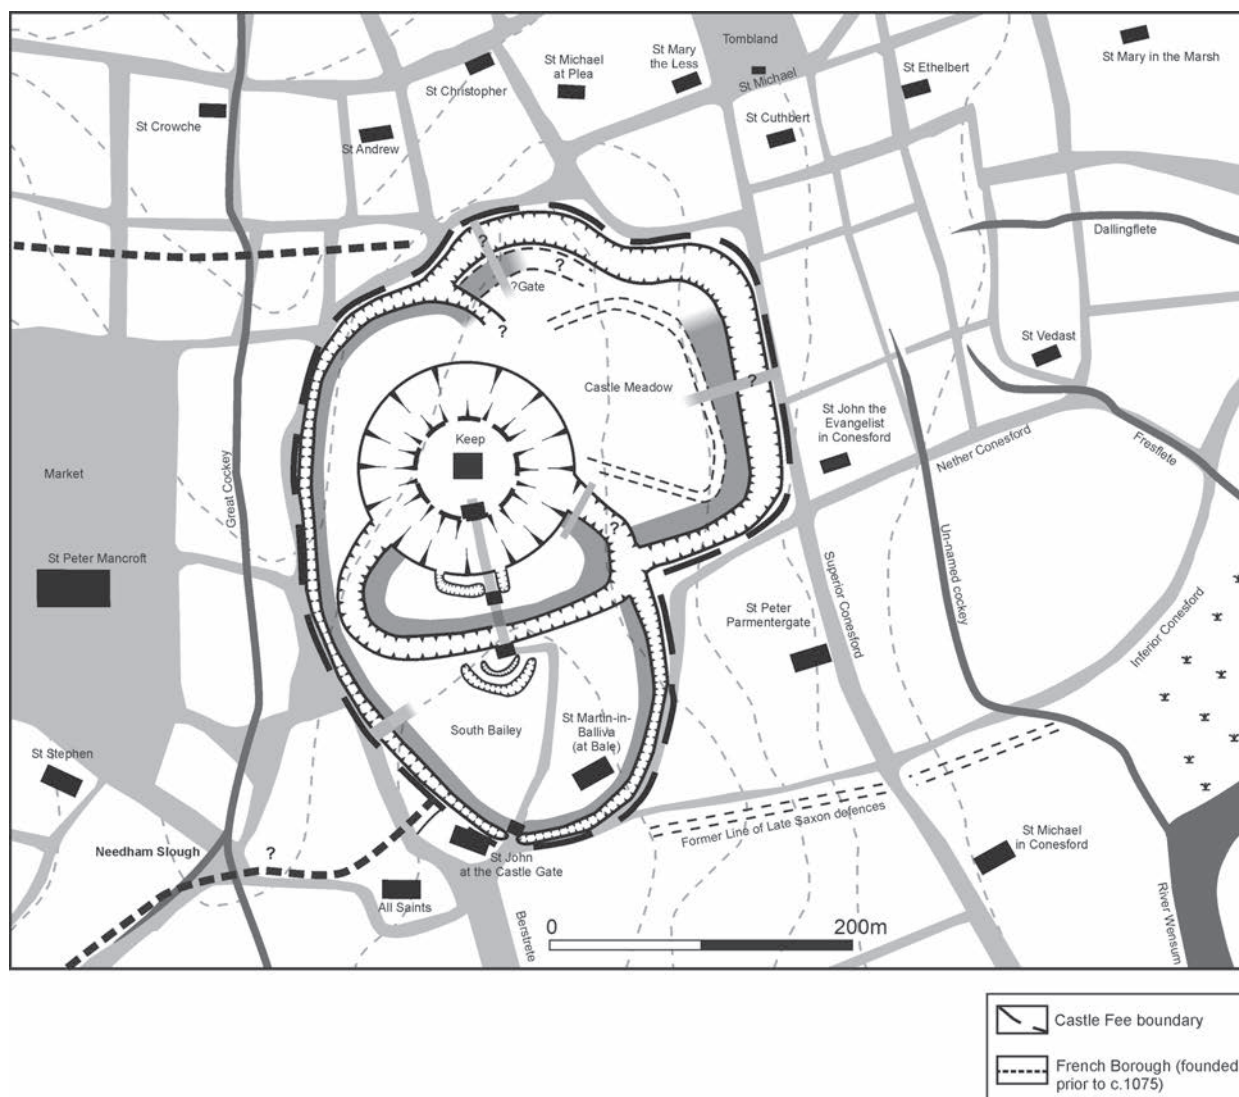 Tombland
St Michael
at Plea
St Mary
the Less
St Mary in the Marsh
St Christopher
St Michael
St Ethelbert
St Crowche
St Andrew
St Cuthbert
Dallingflete
?
?
?Gate
?
St Vedast
Castle Meadow
?
St John the
Evangelist
in Conesford
Keep
Nether Conesford
Fresflete
Market
Great Cockey
?
Un-named cockey
St Peter Mancroft
Superior Conesford
St Peter
Parmentergate
Inferior Conesford
South Bailey
St Martin-in-
Balliva
(at Bale)
St Stephen
Former Line of Late Saxon defences
St Michael
in Conesford
Needham Slough
?
St John
at the Castle Gate
All Saints
Berstrete
River Wensum
0
200m
Castle Fee boundary
French Borough (founded
prior to c.1075)